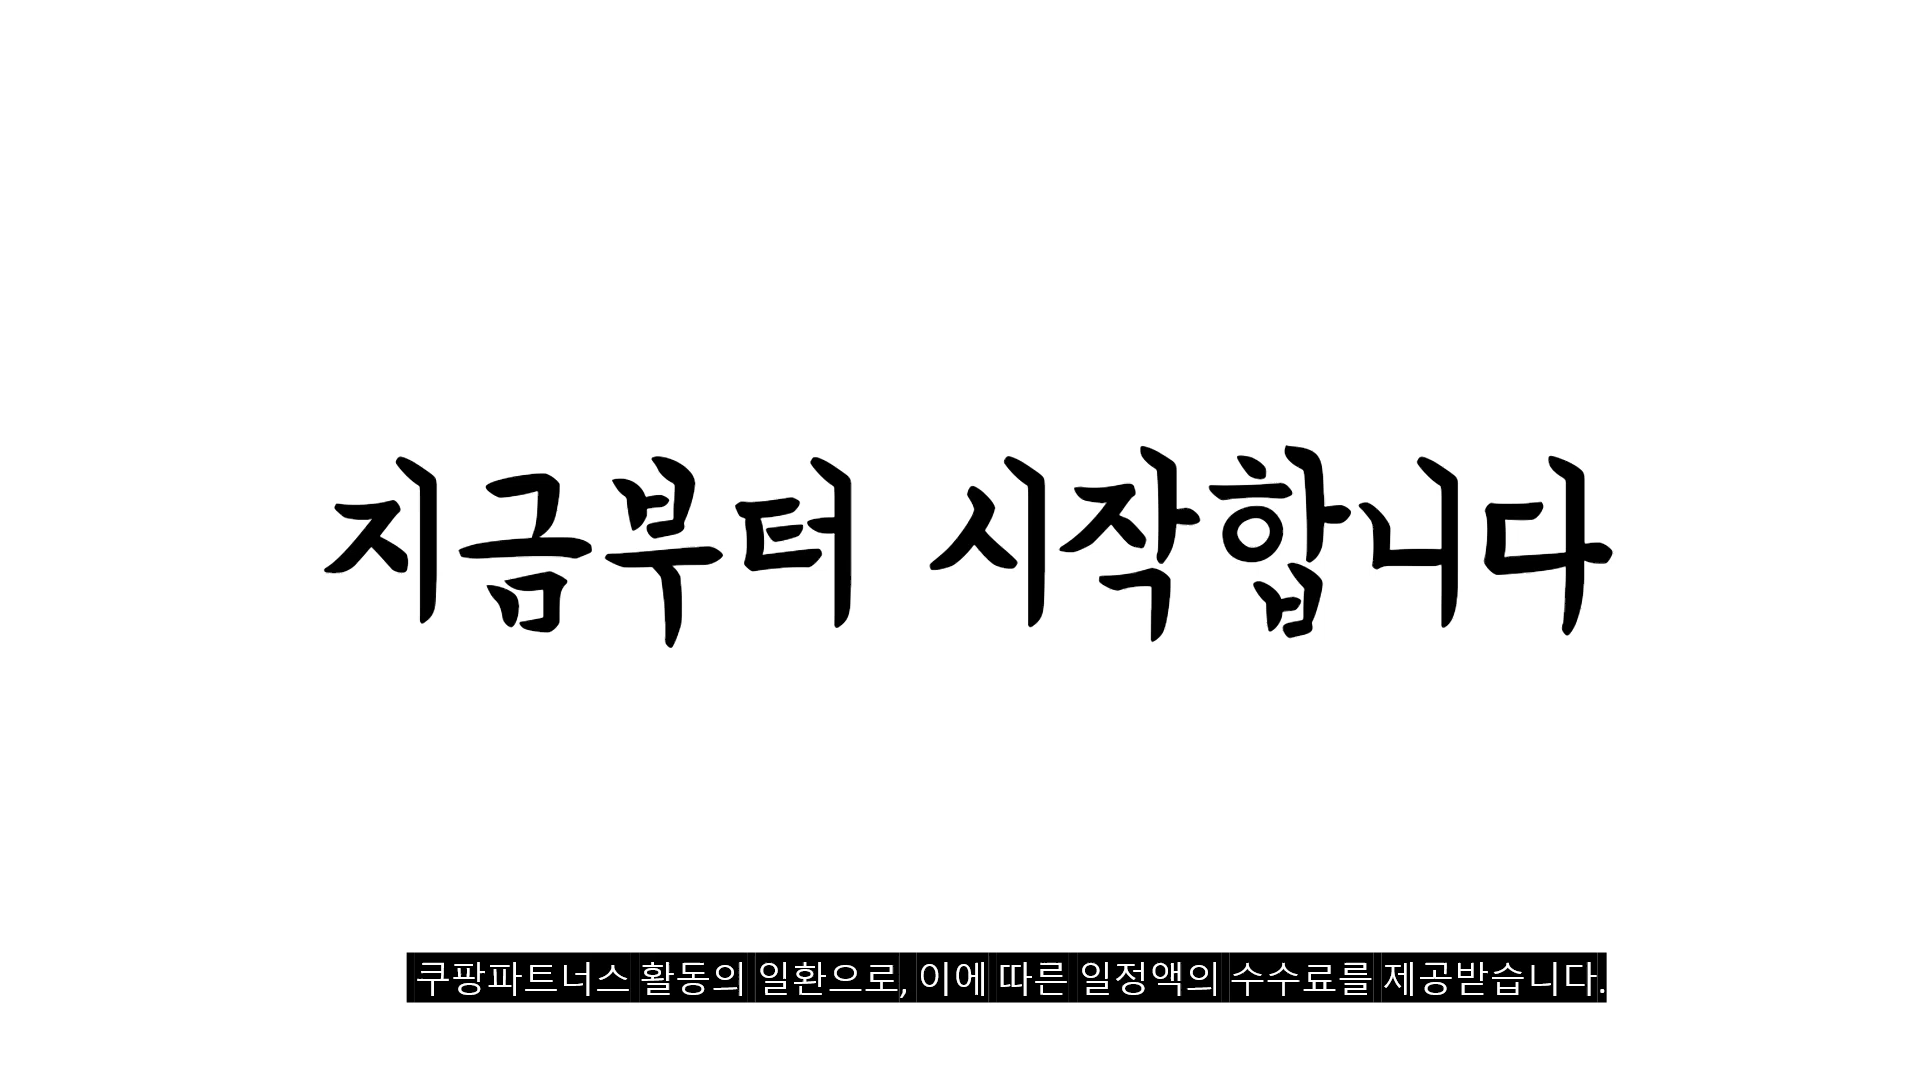 지금부터 시작합니다
쿠팡파트너스 활동의 일환으로, 이에 따른 일정액의 수수료를 제공받습니다.